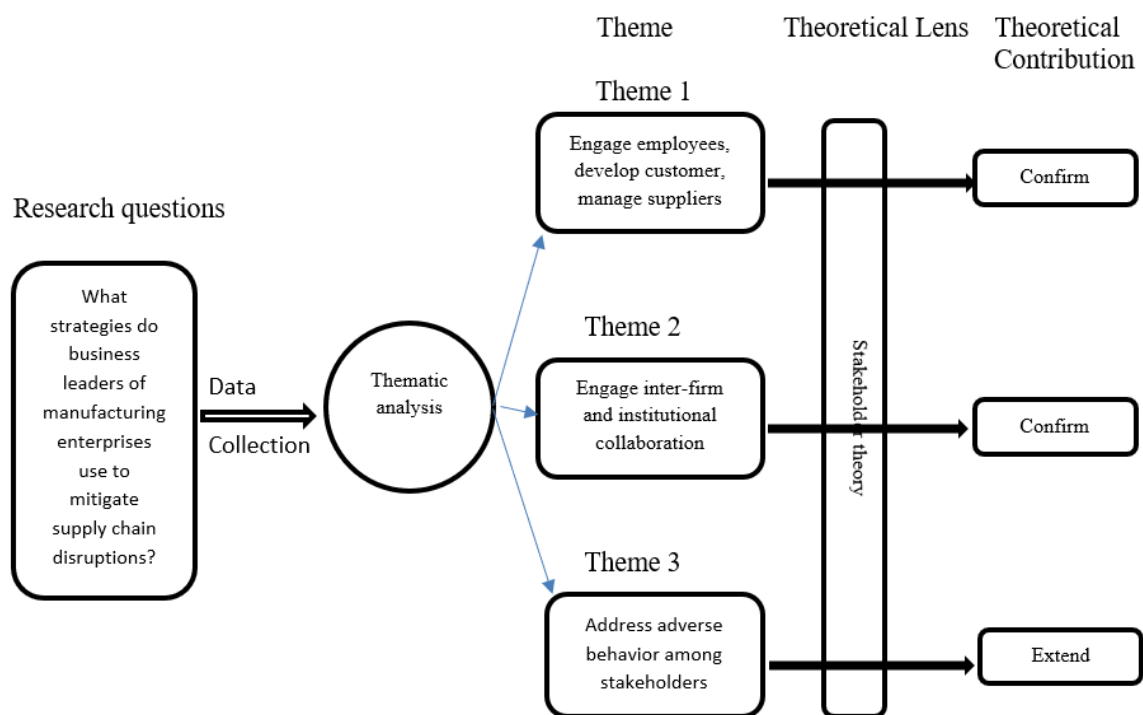 Theme
Theoretical Lens
Theoretical
Contribution
Research questions
What
strategies do
business
leaders of
manufacturing
enterprises
use to
mitigate
supply chain
disruptions?
Data
Collection
Thematic
analysis
Theme 1
Engage employees,
develop customer,
manage suppliers
Theme 2
Engage inter-firm
and institutional
collaboration
Theme 3
Address adverse
behavior among
stakeholders
Stakeholder theory
Confirm
Confirm
Extend